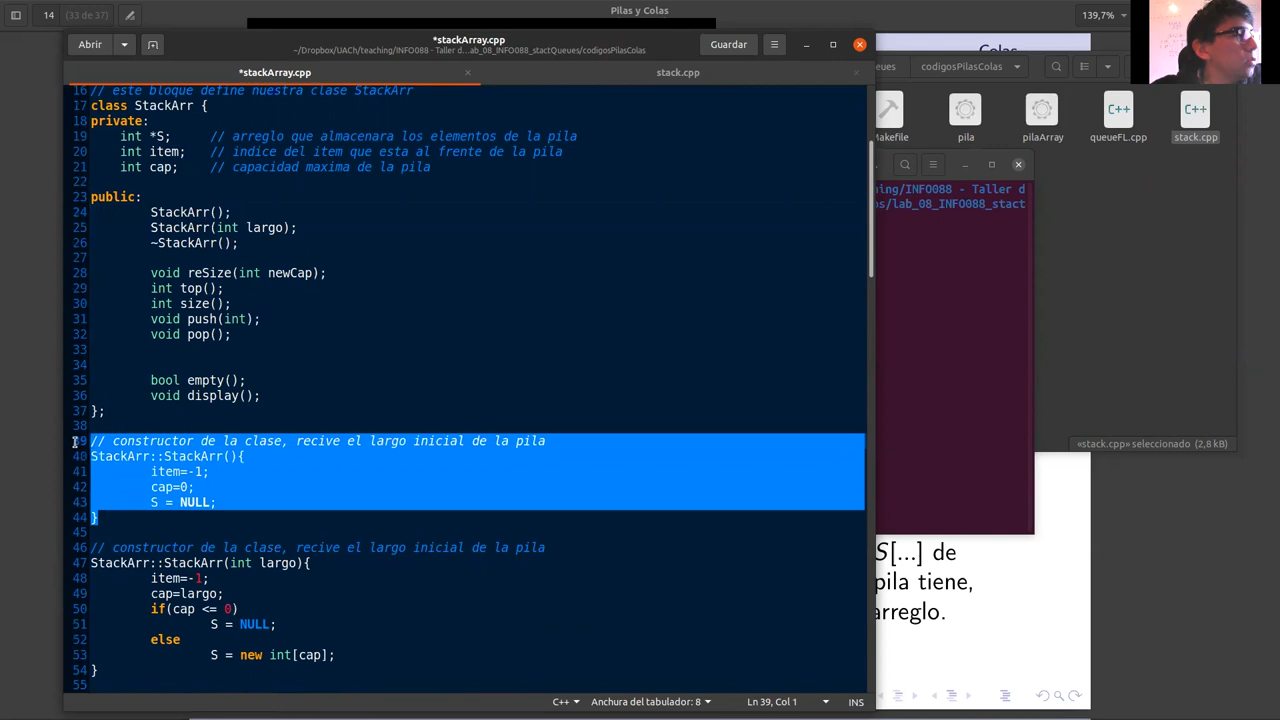 14 (33 de 37)
Pilas y Colas
139,7%
Abrir
*stackArray.cpp
~/Dropbox/UACh/teaching/INFO088 - Taller d...ab_08_INFO088_stactQueues/codigosPilasColas
Guardar
*stackArray.cpp
stack.cpp
Colas
eues
codigosPilasColas
Makefile
pila
pilaArray
queueFL.cpp
stack.cpp
hing/INFO088 - Taller d
os/lab_08_INFO088_stact
«stack.cpp» seleccionado (2,8 kB)
16 // este bloque define nuestra clase StackArr
17 class StackArr {
18 private:
19 int *S; // arreglo que almacenara los elementos de la pila
20 int item; // indice del item que esta al frente de la pila
21 int cap; // capacidad maxima de la pila
22
23 public:
24 StackArr();
25 StackArr(int largo);
26 ~StackArr();
27
28 void reSize(int newCap);
29 int top();
30 int size();
31 void push(int);
32 void pop();
33
34
35 bool empty();
36 void display();
37 };
38
39 // constructor de la clase, recive el largo inicial de la pila
40 StackArr::StackArr(){
41 item=-1;
42 cap=0;
43 S = NULL;
44 }
45
46 // constructor de la clase, recive el largo inicial de la pila
47 StackArr::StackArr(int largo){
48 item=-1;
49 cap=largo;
50 if(cap <= 0)
51 S = NULL;
52 else
53 S = new int[cap];
54 }
55
S[...] de
pila tiene,
arreglo.
C++
Anchura del tabulador: 8
Ln 39, Col 1
INS